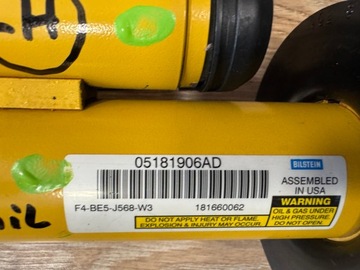 H
05181906AD
BILSTEIN
ASSEMBLED
IN USA
F4-BE5-J568-W3
181660062
WARNING
OIL & GAS UNDER
HIGH PRESSURE
DO NOT OPEN.
DO NOT APPLY HEAT OR FLAME.
EXPLOSION & INJURY MAY OCCUR.